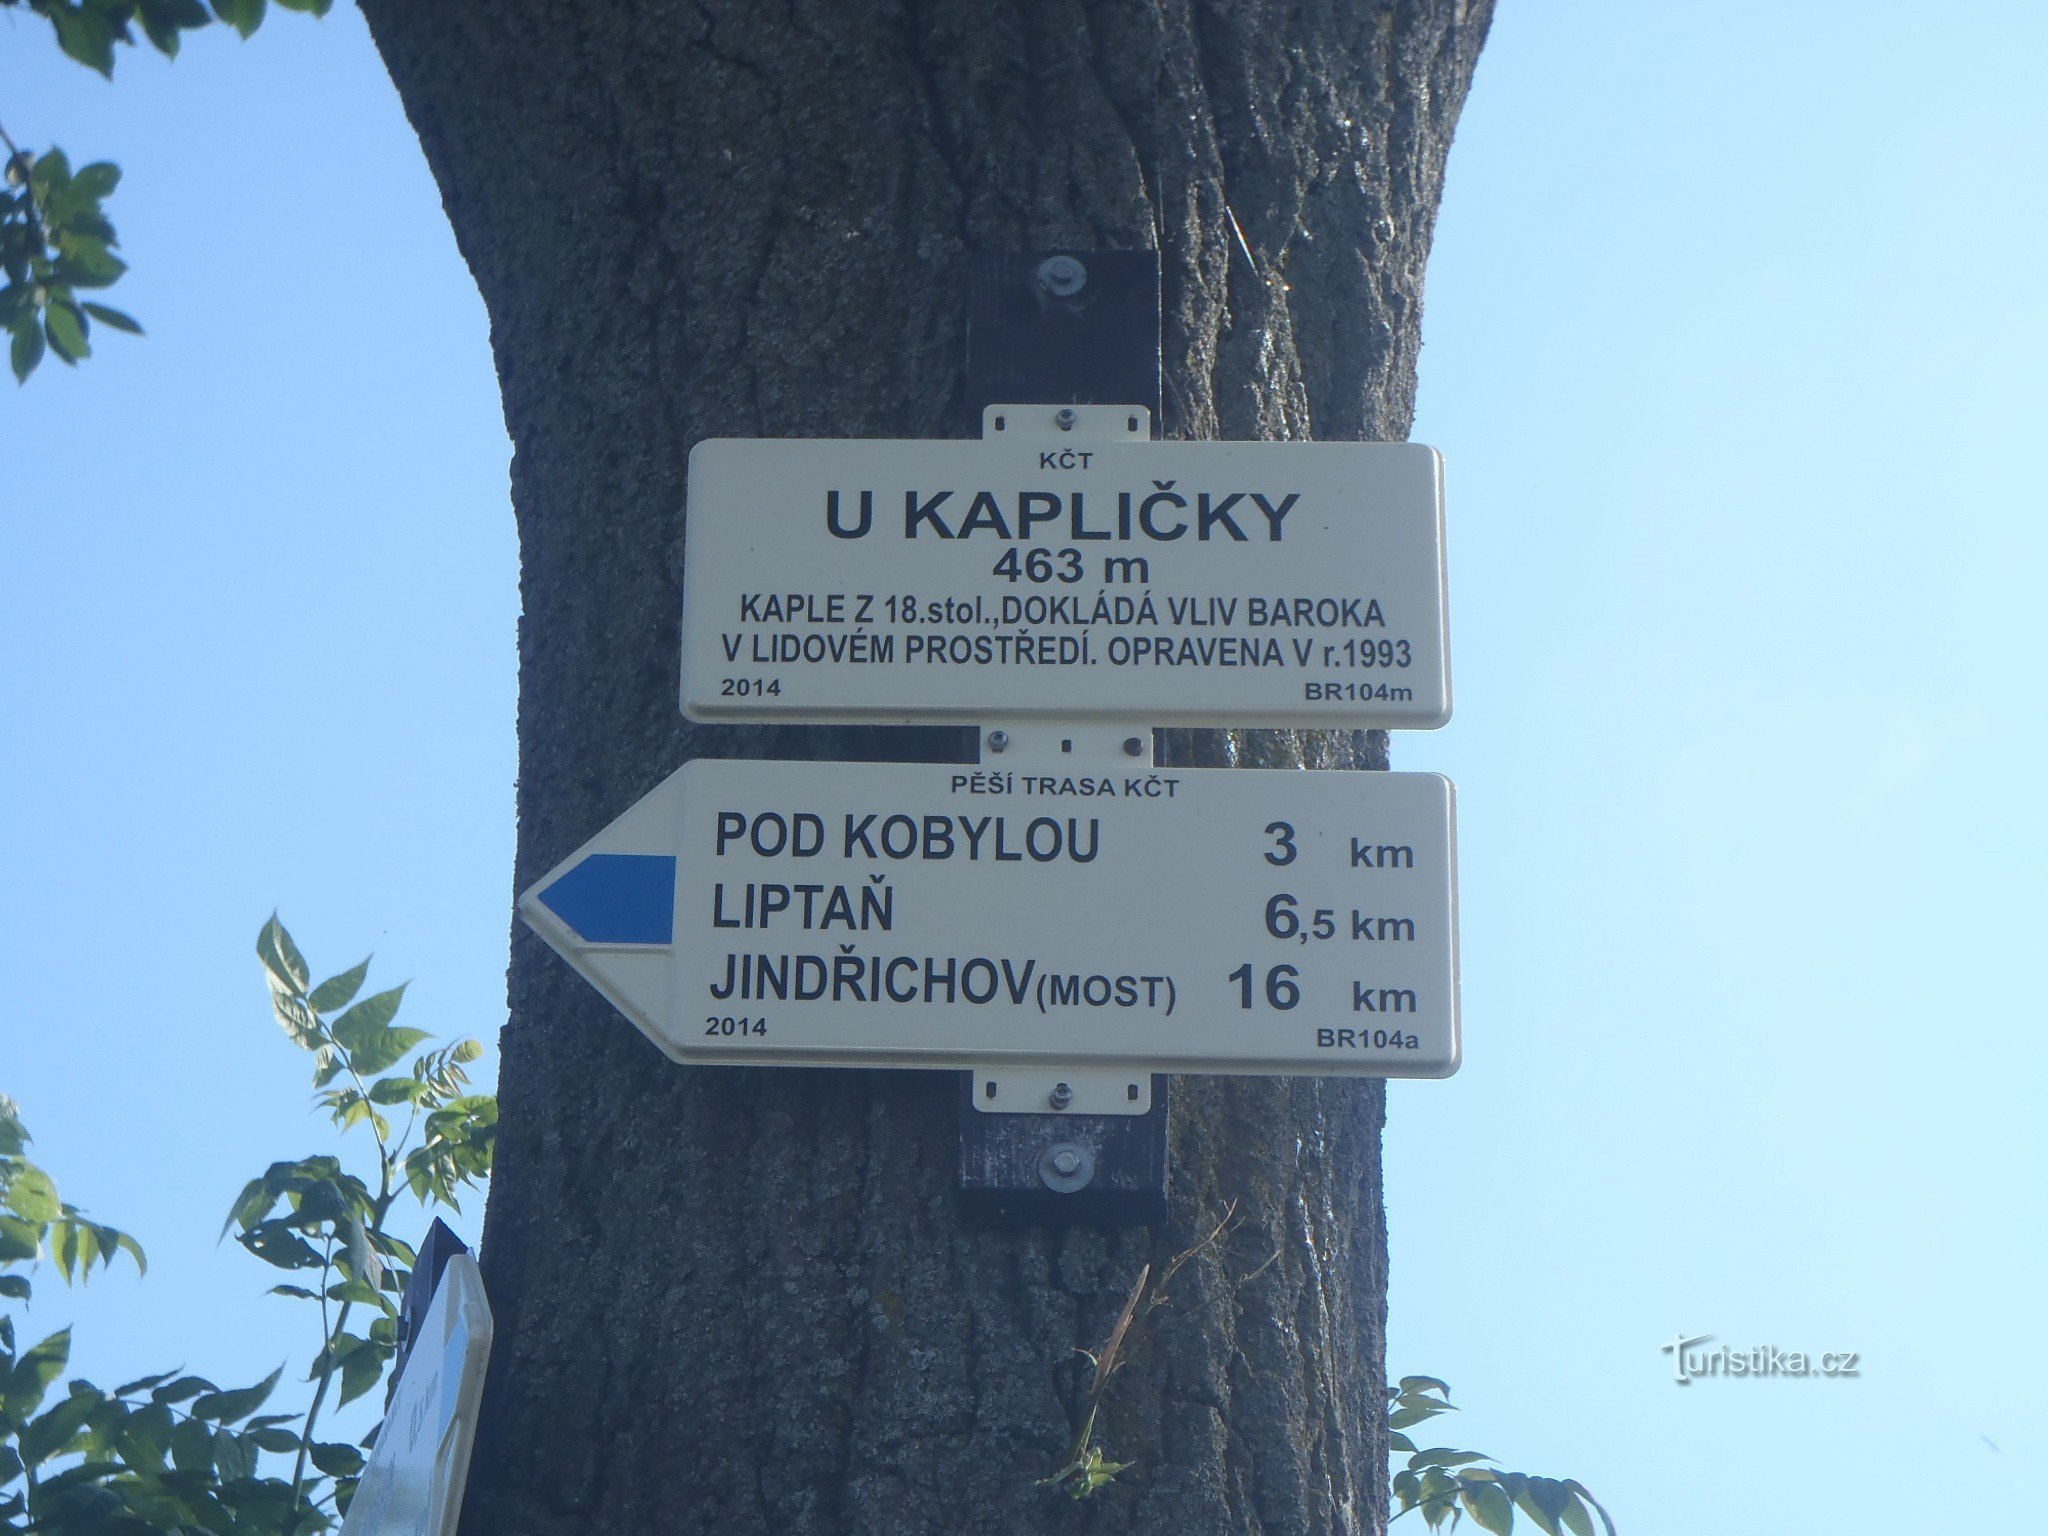 KČT
U KAPLIČKY
463 m
KAPLE Z 18.stol.,DOKLÁDÁ VLIV BAROKA
V LIDOVÉM PROSTŘEDÍ. OPRAVENA V r.1993
2014 BR104m
PĚŠÍ TRASA KČT
POD KOBYLOU 3 km
LIPTAŇ 6,5 km
JINDŘICHOV(MOST) 16 km
2014 BR104a
Turistika.cz